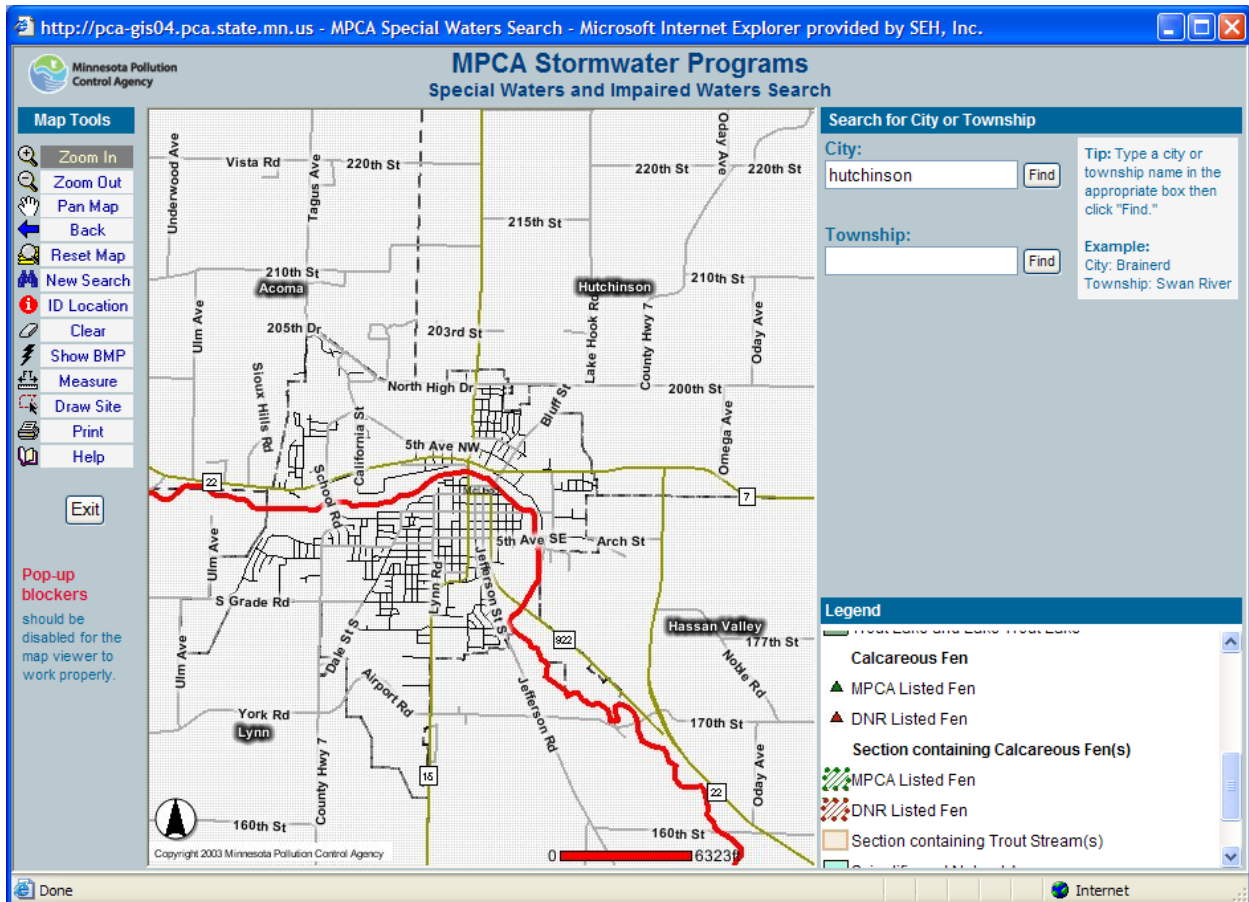 http://pca-gis04.pca.state.mn.us - MPCA Special Waters Search - Microsoft Internet Explorer provided by SEH, Inc.
Minnesota Pollution
Control Agency
MPCA Stormwater Programs
Special Waters and Impaired Waters Search
Map Tools
Zoom In
Zoom Out
Pan Map
Back
Reset Map
New Search
ID Location
Clear
Show BMP
Measure
Draw Site
Print
Help
Exit
Pop-up
blockers
should be
disabled for the
map viewer to
work properly.
Underwood Ave
Vista Rd
Tagus Ave
220th St
220th St
Oday Ave
220th St
215th St
210th St
Acoma
Hutchinson
210th St
Ulm Ave
205th Dr
203rd St
Lake Hook Rd
County Hwy 7
Oday Ave
Sioux Hills Rd
North High Dr
Bluff St
200th St
California St
5th Ave NW
Omega Ave
School Rd
22
7
Ulm Ave
5th Ave SE
Arch St
S Grade Rd
Lynn Rd
Jefferson St S
922
Hassan Valley
177th St
Ulm Ave
Dale St S
Airport Rd
Noble Rd
York Rd
Lynn
Jefferson Rd
170th St
County Hwy 7
15
22
Oday Ave
160th St
160th St
Copyright 2003 Minnesota Pollution Control Agency
0
6323ft
Search for City or Township
City:
hutchinson
Find
Township:
Find
Tip: Type a city or
township name in the
appropriate box then
click "Find."
Example:
City: Brainerd
Township: Swan River
Legend
Trout Lake and Lake Trout Lake
Calcareous Fen
MPCA Listed Fen
DNR Listed Fen
Section containing Calcareous Fen(s)
MPCA Listed Fen
DNR Listed Fen
Section containing Trout Stream(s)
Done
Internet